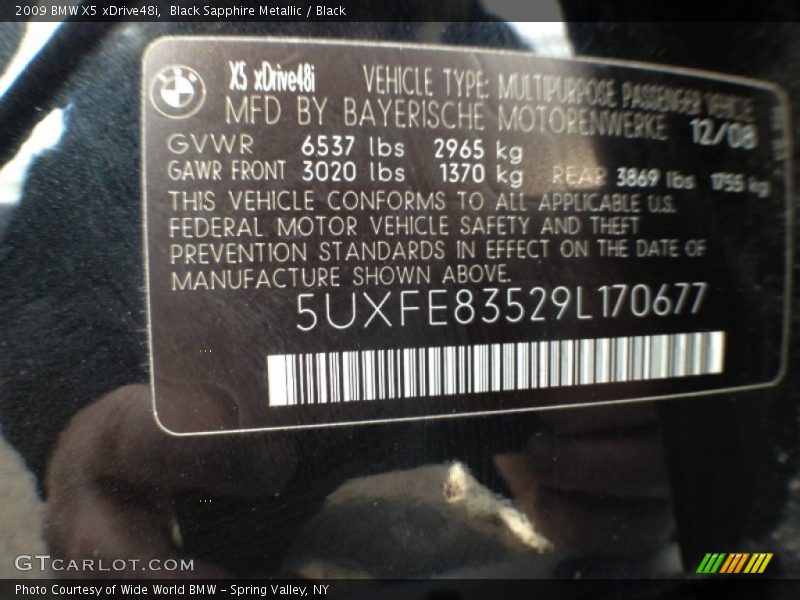 2009 BMW X5 xDrive48i, Black Sapphire Metallic / Black
X5 xDrive48i VEHICLE TYPE: MULTIPURPOSE PASSENGER VEHICLE
MFD BY BAYERISCHE MOTORENWERKE 12/08
GVWR 6537 lbs 2965 kg
GAWR FRONT 3020 lbs 1370 kg REAR 3869 lbs 1755 kg
THIS VEHICLE CONFORMS TO ALL APPLICABLE U.S.
FEDERAL MOTOR VEHICLE SAFETY AND THEFT
PREVENTION STANDARDS IN EFFECT ON THE DATE OF
MANUFACTURE SHOWN ABOVE.
5UXFE83529L170677
GTCARLOT.COM
Photo Courtesy of Wide World BMW - Spring Valley, NY